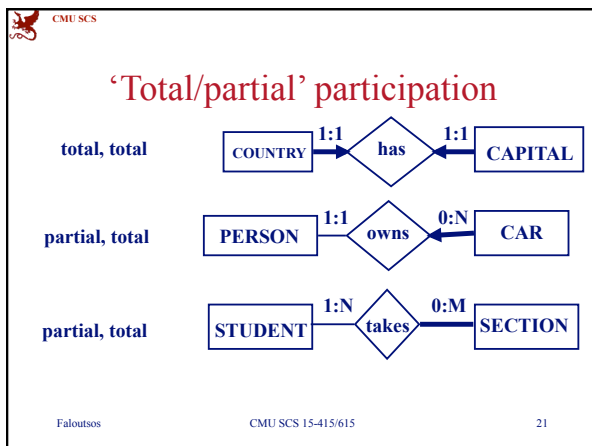 CMU SCS
‘Total/partial’ participation
total, total
1:1
1:1
COUNTRY
has
CAPITAL
partial, total
1:1
0:N
PERSON
owns
CAR
partial, total
1:N
0:M
STUDENT
takes
SECTION
Faloutsos
CMU SCS 15-415/615
21